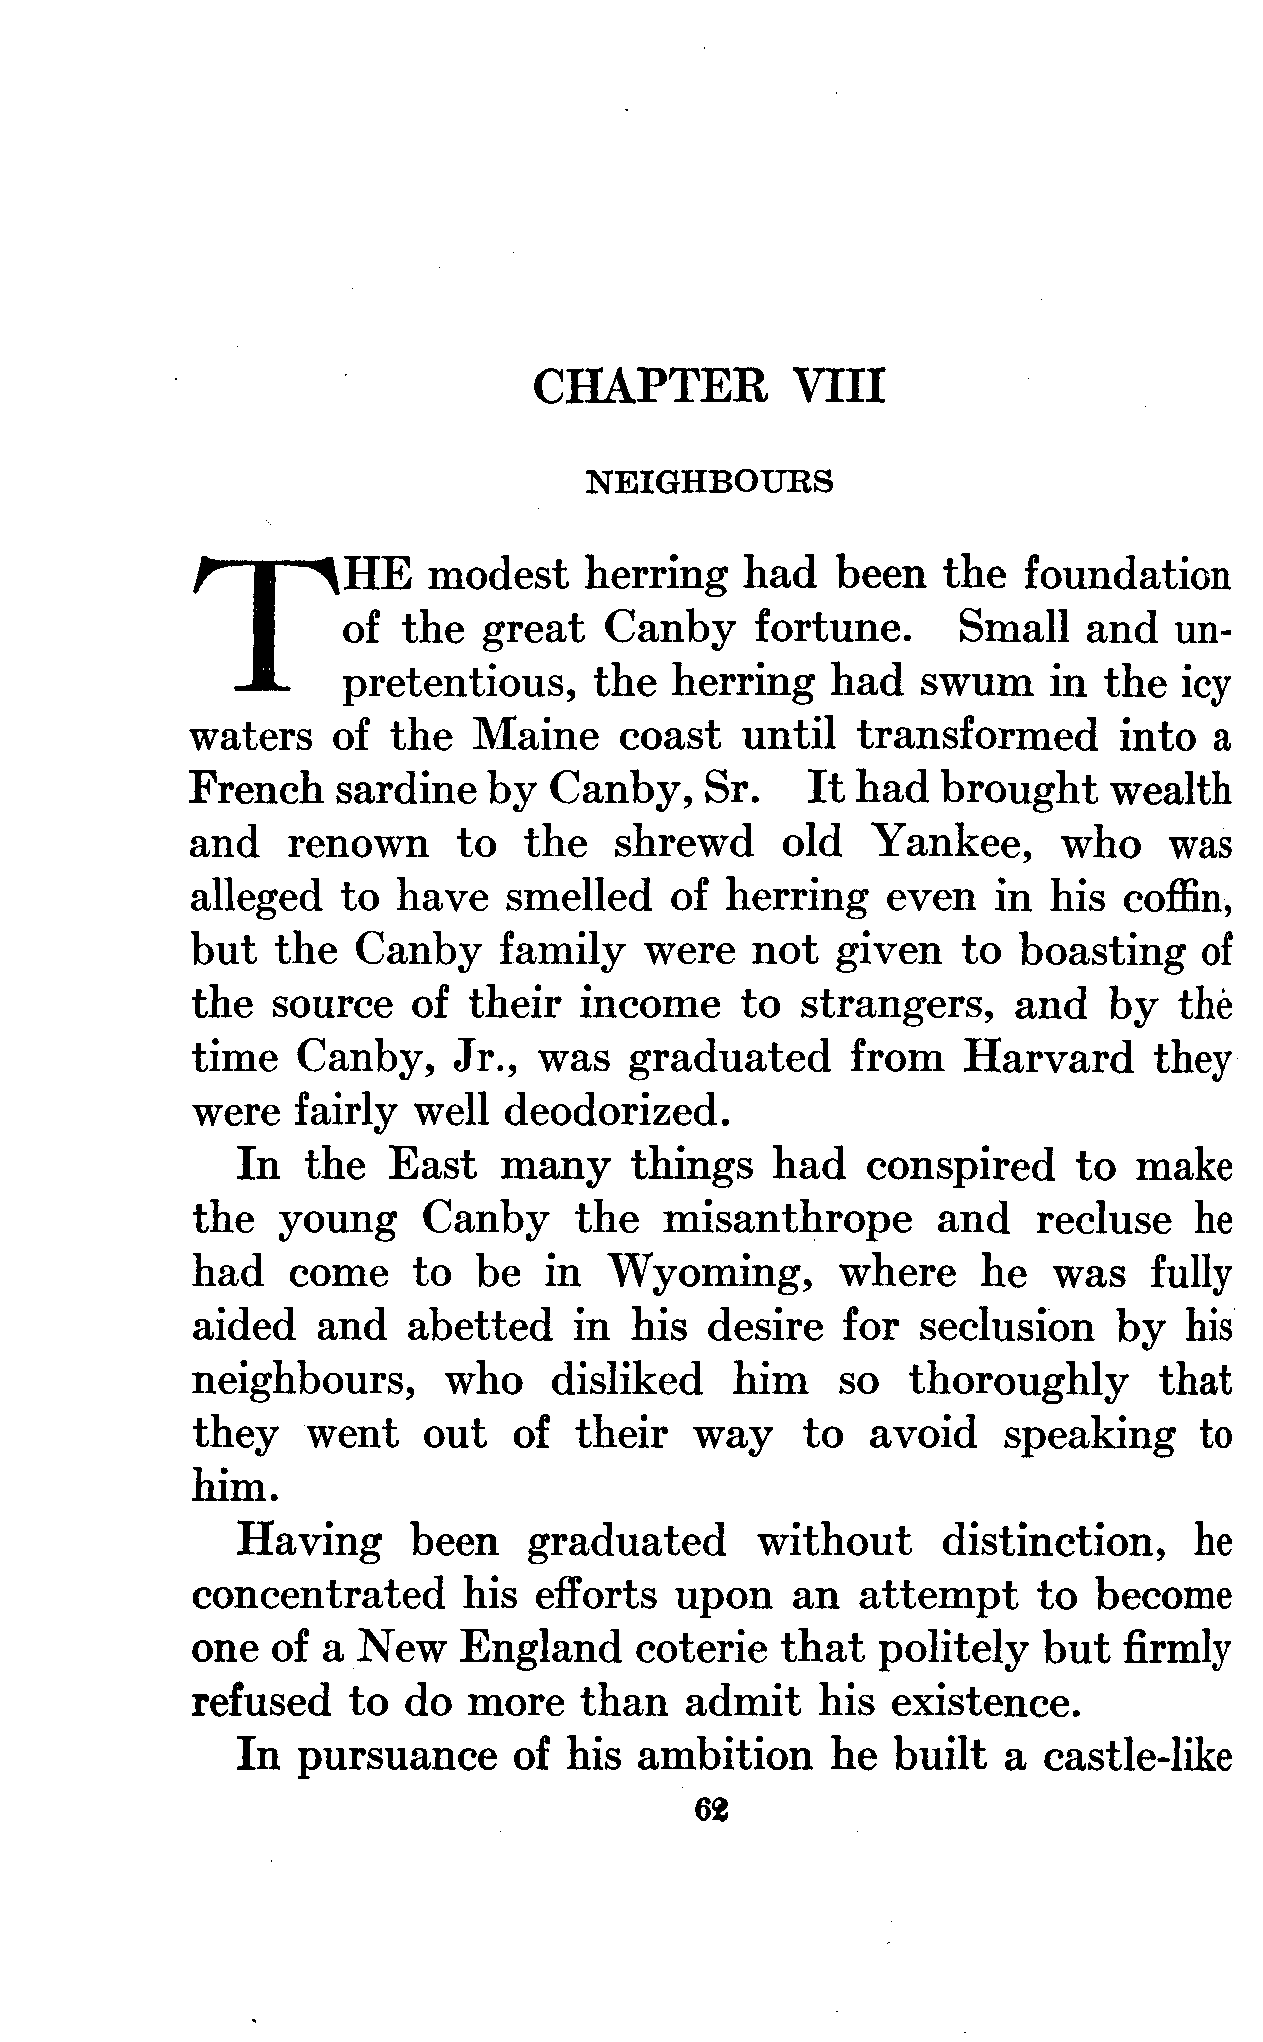 CHAPTER VIII
NEIGHBOURS
THE modest herring had been the foundation
of the great Canby fortune. Small and un-
pretentious, the herring had swum in the icy
waters of the Maine coast until transformed into a
French sardine by Canby, Sr. It had brought wealth
and renown to the shrewd old Yankee, who was
alleged to have smelled of herring even in his coffin,
but the Canby family were not given to boasting of
the source of their income to strangers, and by the
time Canby, Jr., was graduated from Harvard they
were fairly well deodorized.
In the East many things had conspired to make
the young Canby the misanthrope and recluse he
had come to be in Wyoming, where he was fully
aided and abetted in his desire for seclusion by his
neighbours, who disliked him so thoroughly that
they went out of their way to avoid speaking to
him.
Having been graduated without distinction, he
concentrated his efforts upon an attempt to become
one of a New England coterie that politely but firmly
refused to do more than admit his existence.
In pursuance of his ambition he built a castle-like
62